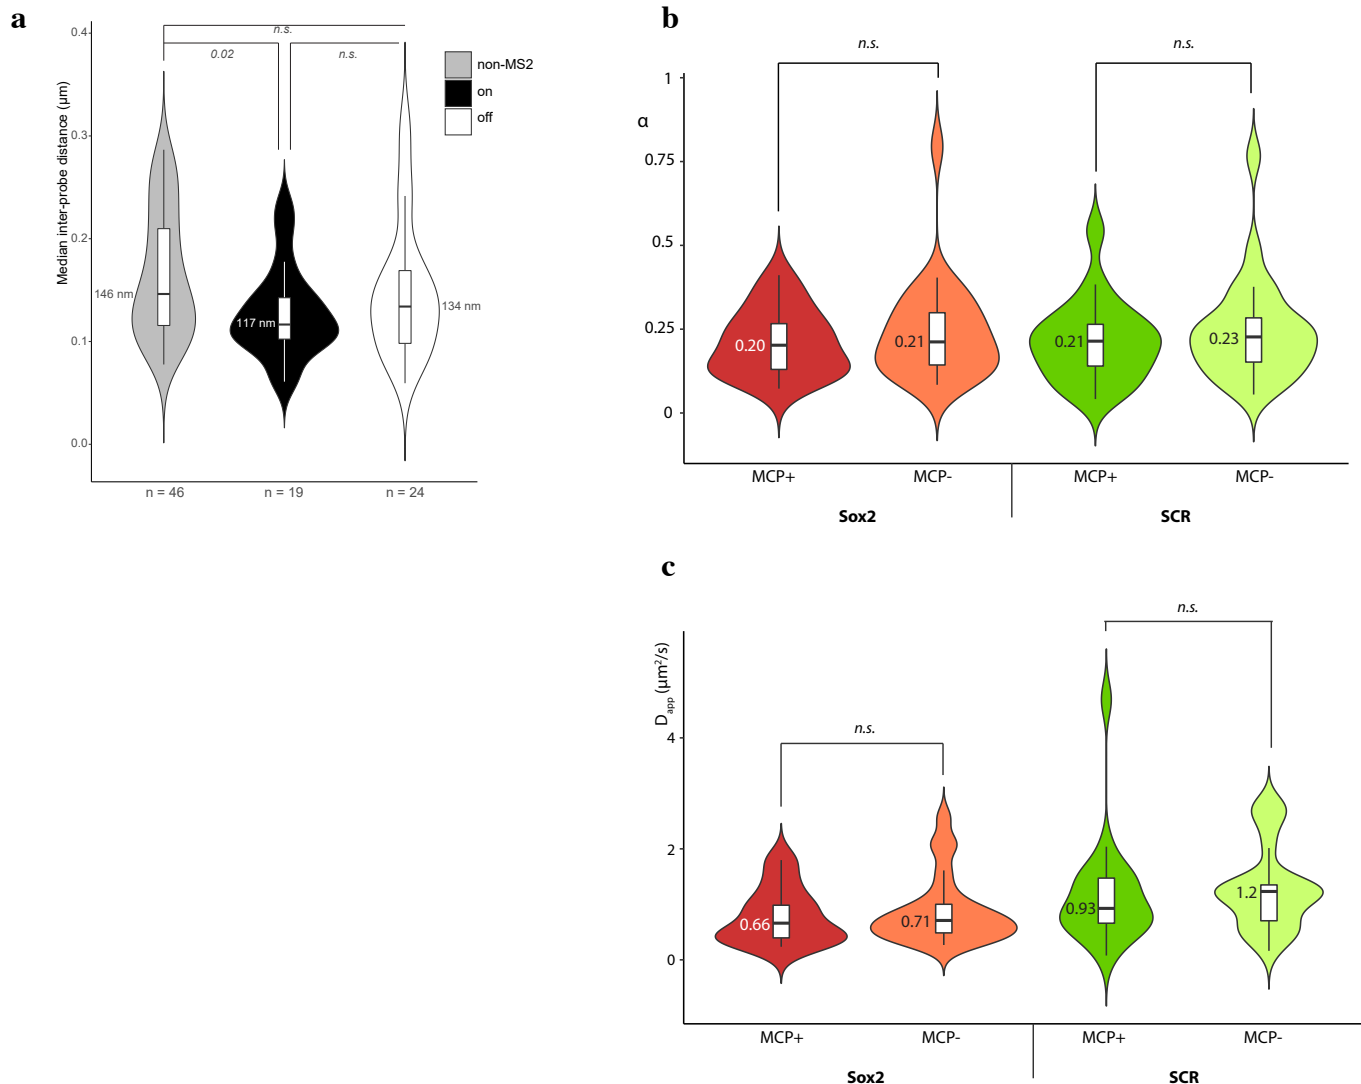 a
n.s.
0.02
n.s.
non-MS2
on
off
Median inter-probe distance (μm)
0.4
0.3
0.2
0.1
0.0
146 nm
117 nm
134 nm
n = 46
n = 19
n = 24
b
n.s.
n.s.
α
1
0.75
0.5
0.25
0
0.20
0.21
0.21
0.23
MCP+
MCP-
MCP+
MCP-
Sox2
SCR
c
n.s.
n.s.
Dapp (μm²/s)
4
2
0
0.66
0.71
0.93
1.2
MCP+
MCP-
MCP+
MCP-
Sox2
SCR